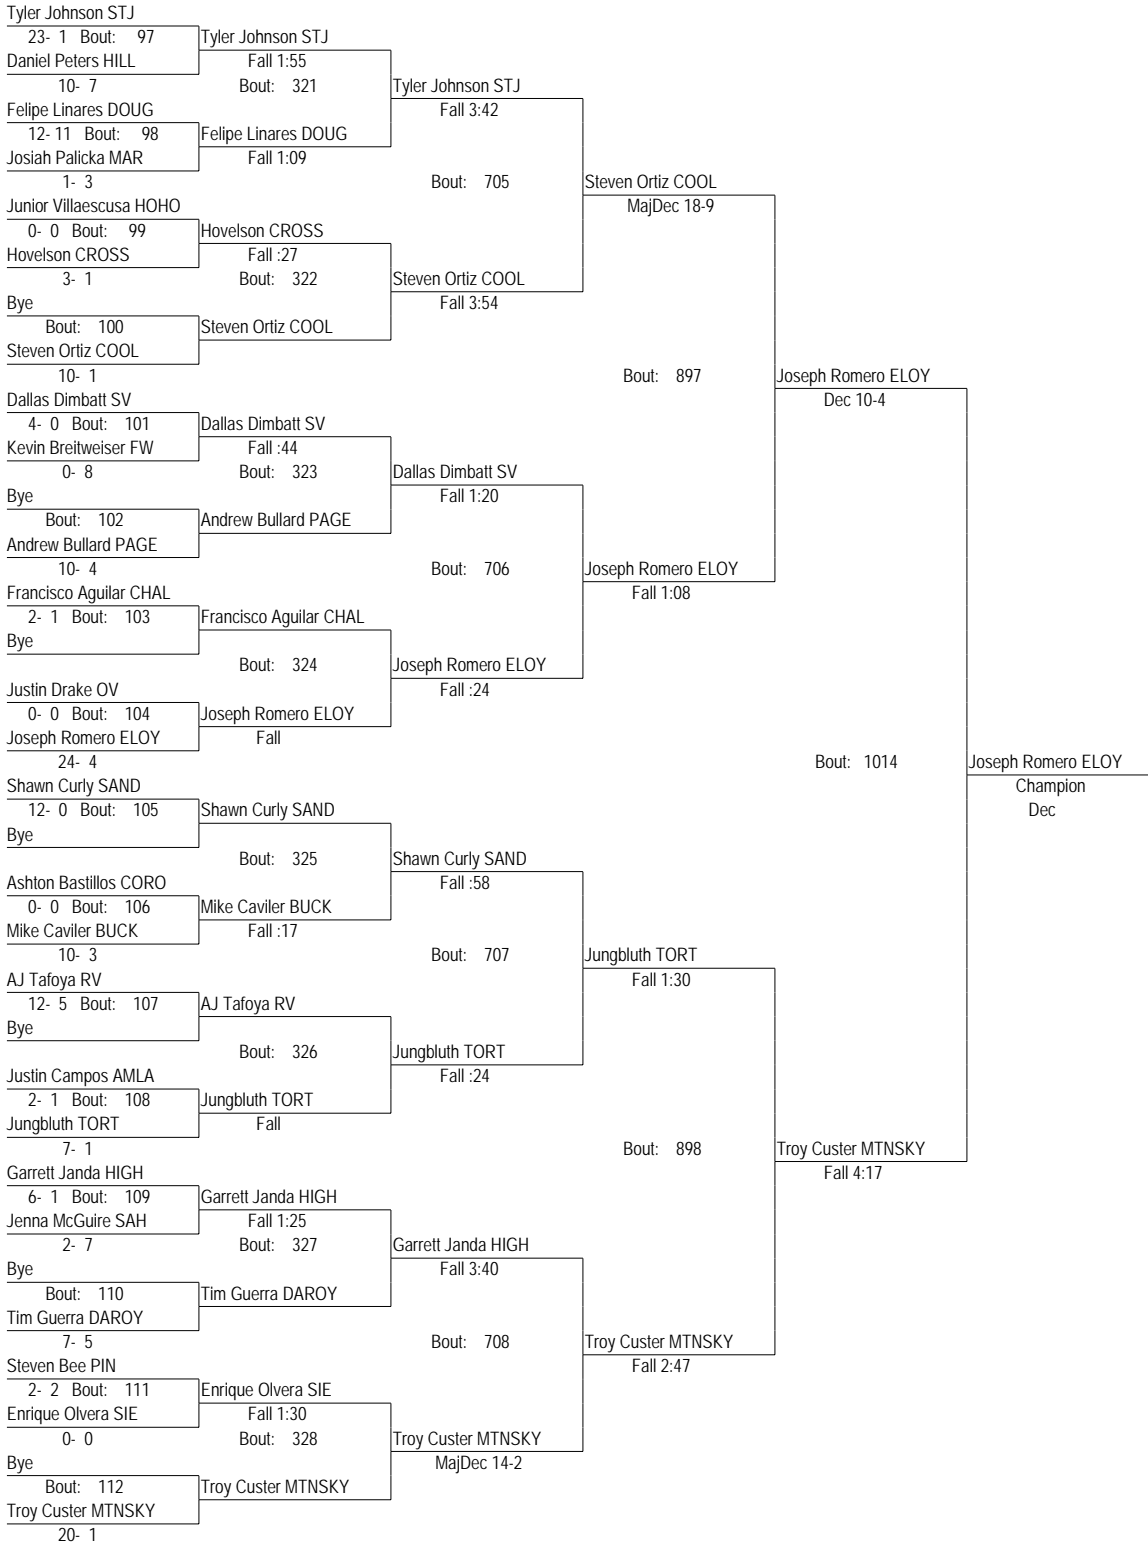 Tyler Johnson STJ
23- 1 Bout: 97 Tyler Johnson STJ
Daniel Peters HILL Fall 1:55
10- 7 Bout: 321 Tyler Johnson STJ
Felipe Linares DOUG Fall 3:42
12- 11 Bout: 98 Felipe Linares DOUG
Josiah Palicka MAR Fall 1:09
1- 3 Bout: 705 Steven Ortiz COOL
Junior Villaescusa HOHO MajDec 18-9
0- 0 Bout: 99 Hovelson CROSS
Hovelson CROSS Fall :27
3- 1 Bout: 322 Steven Ortiz COOL
Bye Fall 3:54
Bout: 100 Steven Ortiz COOL
Steven Ortiz COOL
10- 1 Bout: 897 Joseph Romero ELOY
Dallas Dimbatt SV Dec 10-4
4- 0 Bout: 101 Dallas Dimbatt SV
Kevin Breitweiser FW Fall :44
0- 8 Bout: 323 Dallas Dimbatt SV
Bye Fall 1:20
Bout: 102 Andrew Bullard PAGE
Andrew Bullard PAGE
10- 4 Bout: 706 Joseph Romero ELOY
Francisco Aguilar CHAL Fall 1:08
2- 1 Bout: 103 Francisco Aguilar CHAL
Bye
Bout: 324 Joseph Romero ELOY
Justin Drake OV Fall :24
0- 0 Bout: 104 Joseph Romero ELOY
Joseph Romero ELOY Fall
24- 4 Bout: 1014 Joseph Romero ELOY
Shawn Curly SAND Champion
12- 0 Bout: 105 Shawn Curly SAND Dec
Bye
Bout: 325 Shawn Curly SAND
Ashton Bastillos CORO Fall :58
0- 0 Bout: 106 Mike Caviler BUCK
Mike Caviler BUCK Fall :17
10- 3 Bout: 707 Jungbluth TORT
AJ Tafoya RV Fall 1:30
12- 5 Bout: 107 AJ Tafoya RV
Bye
Bout: 326 Jungbluth TORT
Justin Campos AMLA Fall :24
2- 1 Bout: 108 Jungbluth TORT
Jungbluth TORT Fall
7- 1 Bout: 898 Troy Custer MTNSKY
Garrett Janda HIGH Fall 4:17
6- 1 Bout: 109 Garrett Janda HIGH
Jenna McGuire SAH Fall 1:25
2- 7 Bout: 327 Garrett Janda HIGH
Bye Fall 3:40
Bout: 110 Tim Guerra DAROY
Tim Guerra DAROY
7- 5 Bout: 708 Troy Custer MTNSKY
Steven Bee PIN Fall 2:47
2- 2 Bout: 111 Enrique Olvera SIE
Enrique Olvera SIE Fall 1:30
0- 0 Bout: 328 Troy Custer MTNSKY
Bye MajDec 14-2
Bout: 112 Troy Custer MTNSKY
Troy Custer MTNSKY
20- 1